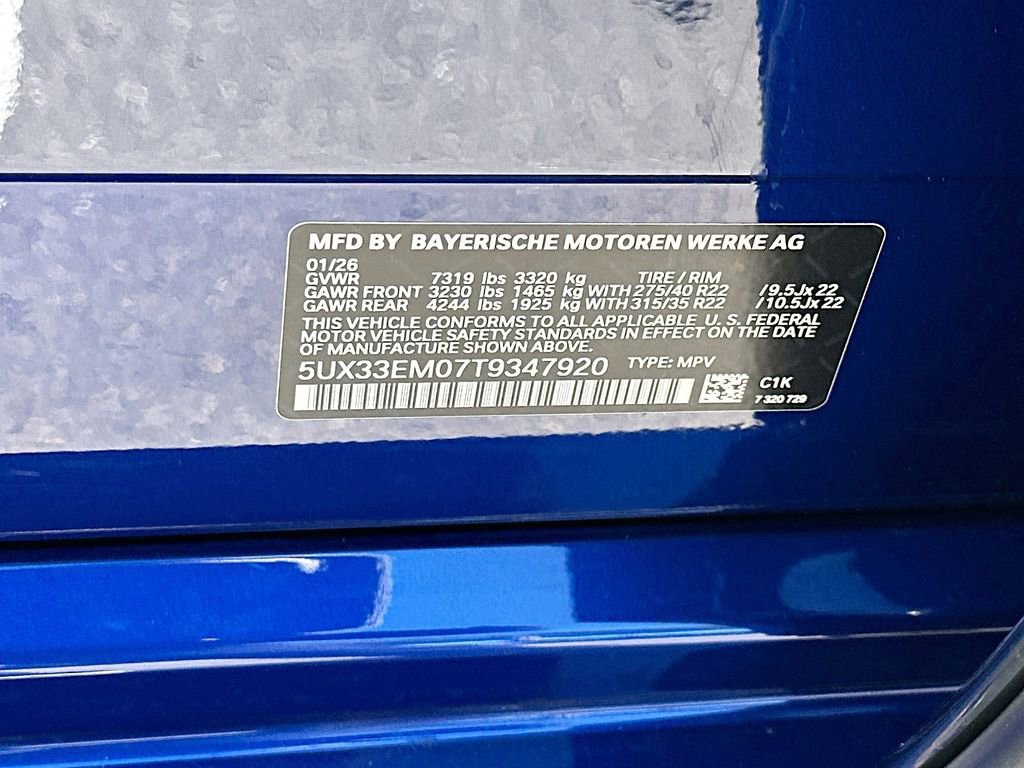 MFD BY BAYERISCHE MOTOREN WERKE AG
01/26
GVWR 7319 lbs 3320 kg TIRE / RIM
GAWR FRONT 3230 lbs 1465 kg WITH 275/40 R22 / 9.5Jx 22
GAWR REAR 4244 lbs 1925 kg WITH 315/35 R22 / 10.5Jx 22
THIS VEHICLE CONFORMS TO ALL APPLICABLE U. S. FEDERAL
MOTOR VEHICLE SAFETY STANDARDS IN EFFECT ON THE DATE
OF MANUFACTURE SHOWN ABOVE.
5UX33EM07T9347920 TYPE: MPV
C1K
7 320 729